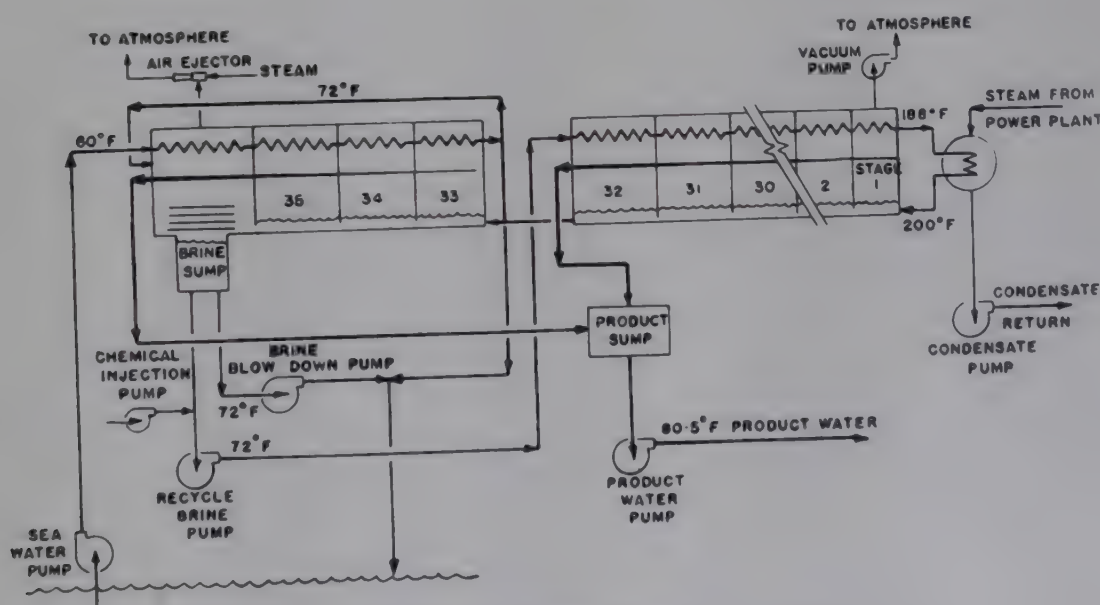 TO ATMOSPHERE
AIR EJECTOR
STEAM
72°F
60°F
35
34
33
BRINE
SUMP
CHEMICAL
INJECTION
PUMP
BRINE
BLOW DOWN PUMP
72°F
72°F
RECYCLE
BRINE
PUMP
SEA
WATER
PUMP
TO ATMOSPHERE
VACUUM
PUMP
186°F
STEAM FROM
POWER PLANT
32
31
30
2
STAGE
1
200°F
PRODUCT
SUMP
CONDENSATE
RETURN
CONDENSATE
PUMP
80·5°F PRODUCT WATER
PRODUCT
WATER
PUMP